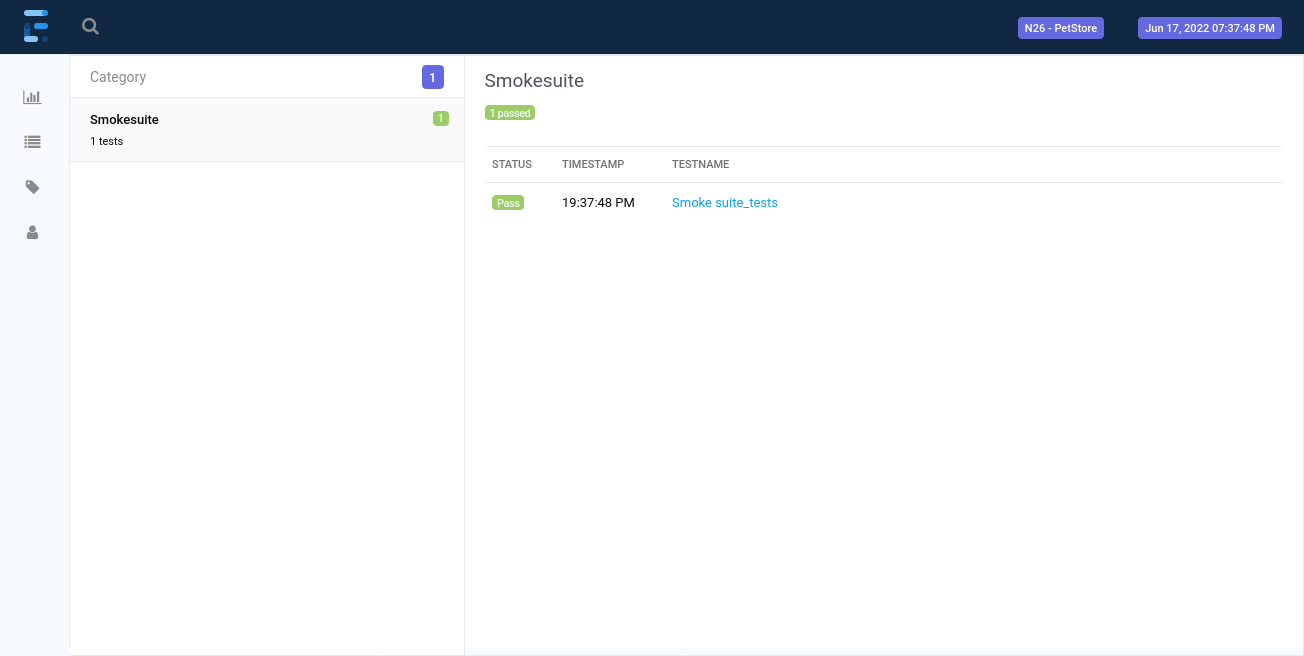 N26 - PetStore
Jun 17, 2022 07:37:48 PM
Category
1
Smokesuite
1
1 tests
Smokesuite
1 passed
STATUS TIMESTAMP TESTNAME
Pass 19:37:48 PM Smoke suite_tests